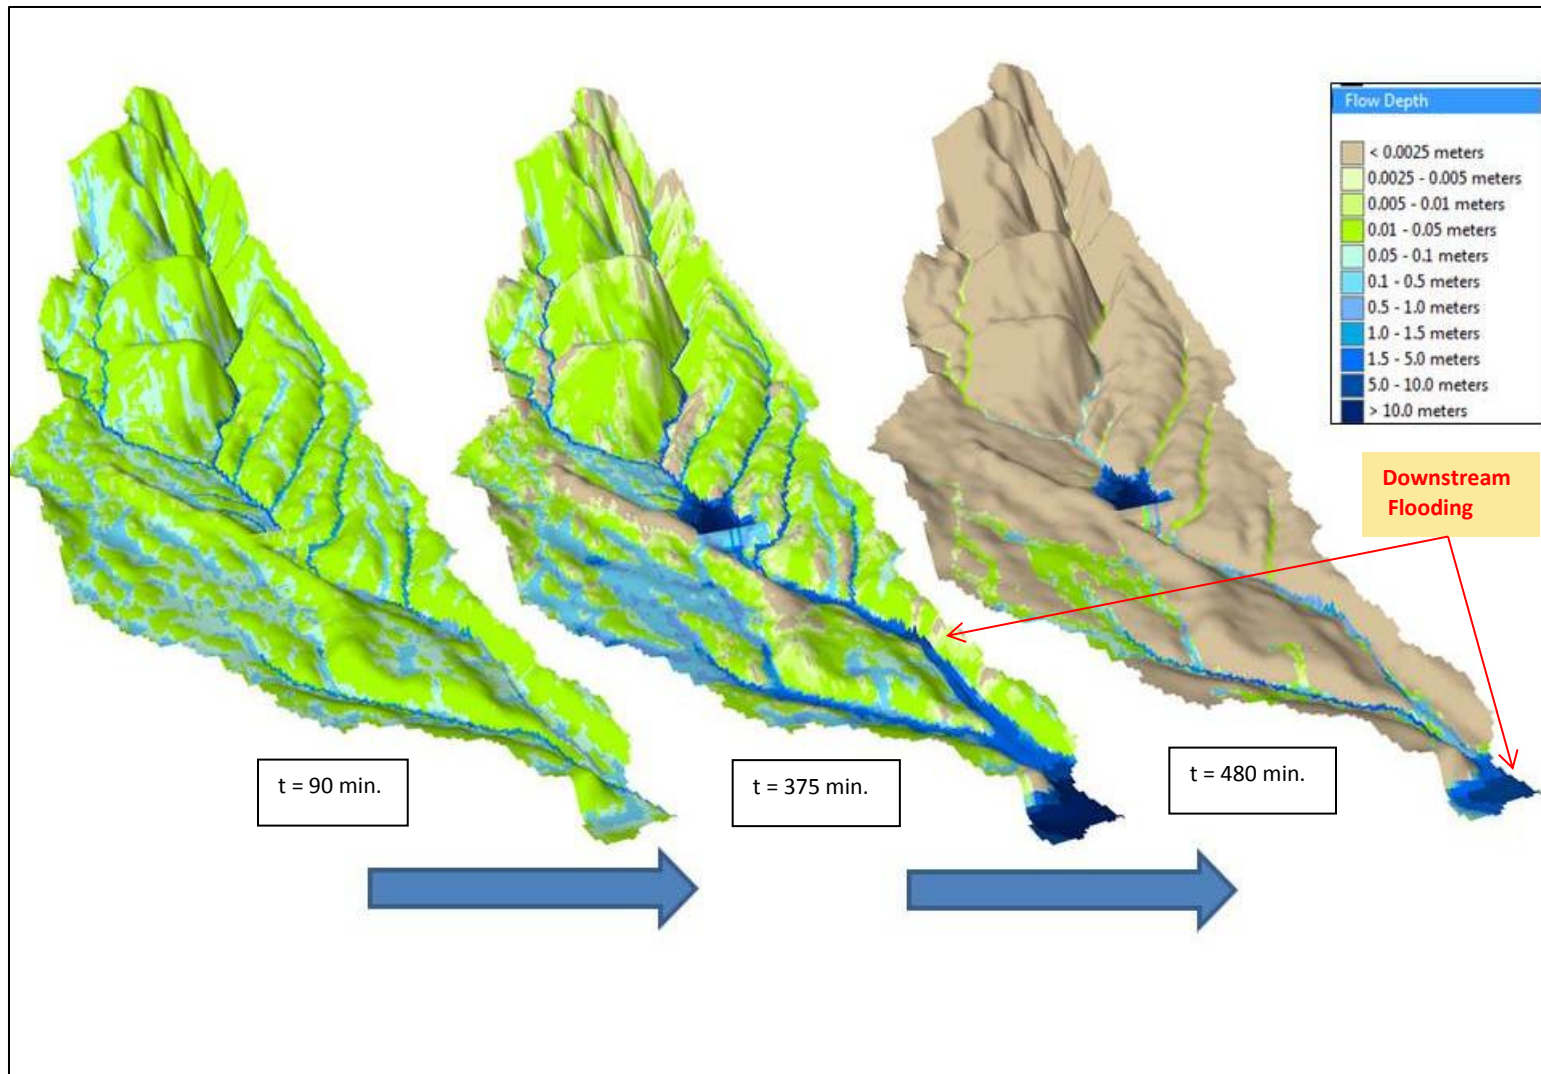 Flow Depth
< 0.0025 meters
0.0025 - 0.005 meters
0.005 - 0.01 meters
0.01 - 0.05 meters
0.05 - 0.1 meters
0.1 - 0.5 meters
0.5 - 1.0 meters
1.0 - 1.5 meters
1.5 - 5.0 meters
5.0 - 10.0 meters
> 10.0 meters
Downstream
Flooding
t = 90 min.
t = 375 min.
t = 480 min.